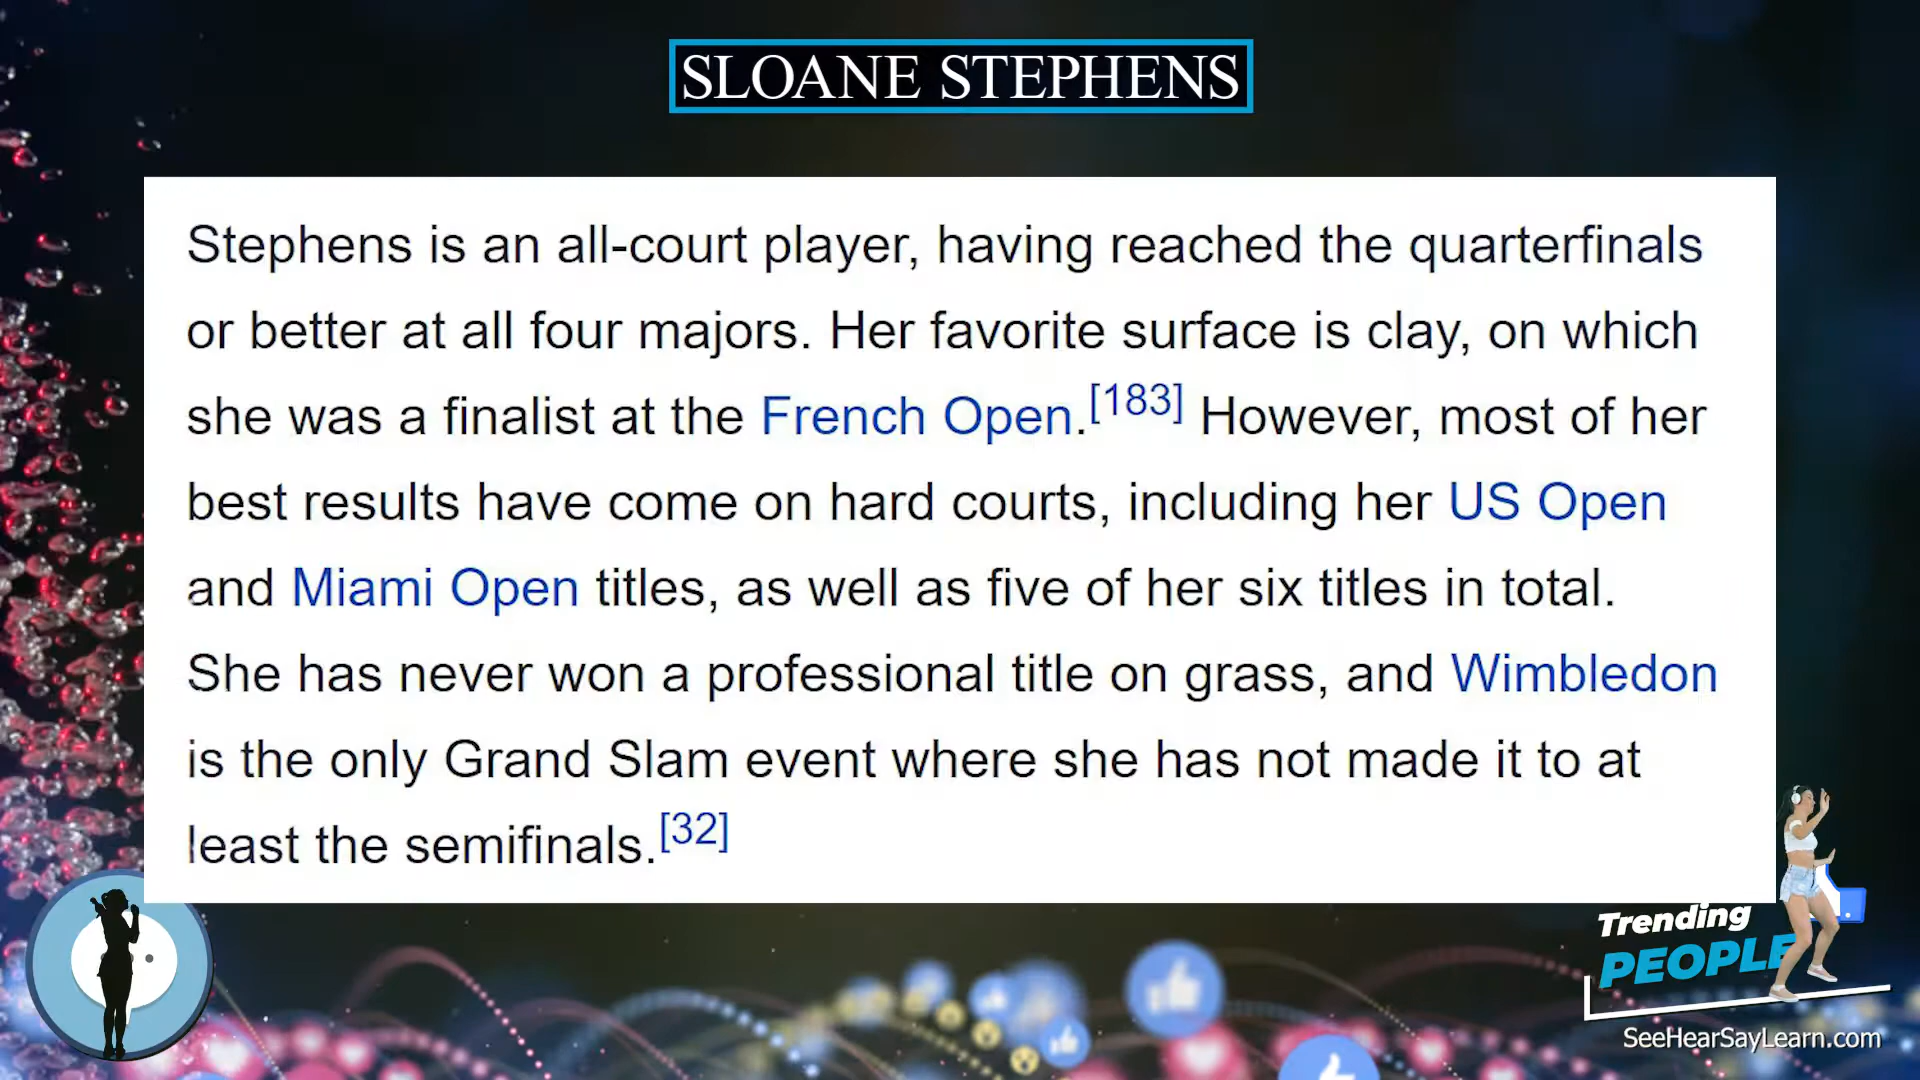 SLOANE STEPHENS
Stephens is an all-court player, having reached the quarterfinals
or better at all four majors. Her favorite surface is clay, on which
she was a finalist at the French Open.[183] However, most of her
best results have come on hard courts, including her US Open
and Miami Open titles, as well as five of her six titles in total.
She has never won a professional title on grass, and Wimbledon
is the only Grand Slam event where she has not made it to at
least the semifinals.[32]
Trending
PEOPLE
SeeHearSayLearn.com